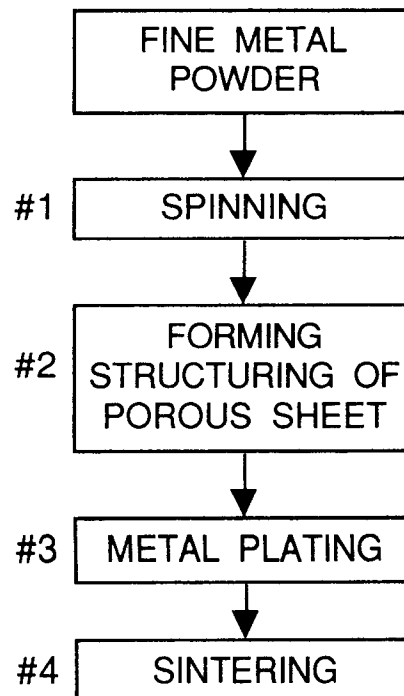 FINE METAL
POWDER
#1 SPINNING
FORMING
#2 STRUCTURING OF
POROUS SHEET
#3 METAL PLATING
#4 SINTERING